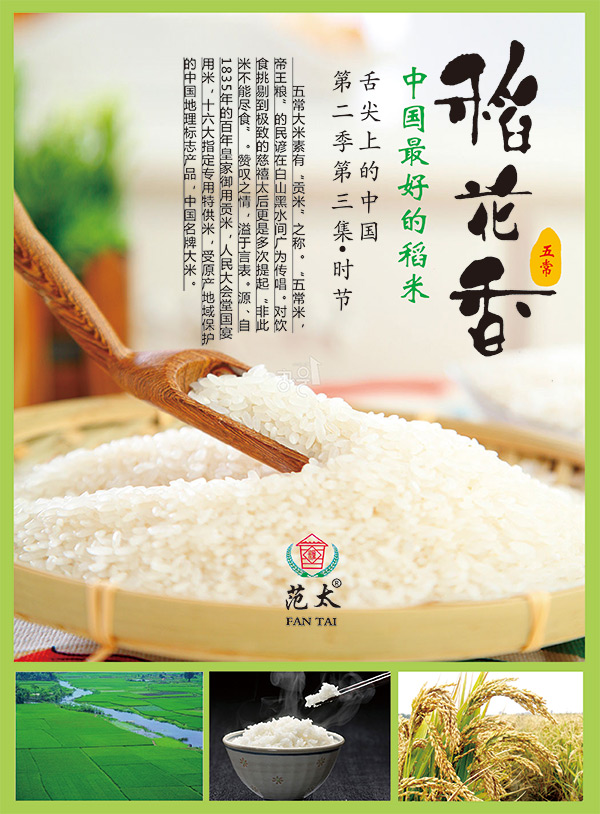 稻花香
五常
中国最好的稻米
舌尖上的中国
第二季第三集·时节
五常大米素有“贡米”之称。“五常米，
帝王粮”的民谚在白山黑水间广为传唱。对饮
食挑剔到极致的慈禧太后更是多次提起“非此
米不能尽食”。赞叹之情，溢于言表。源、自
1835年的百年皇家御用贡米，人民大会堂国宴
用米，十六大指定专用特供米，受原产地域保护
的中国地理标志产品，中国名牌大米。
范太®
FAN TAI